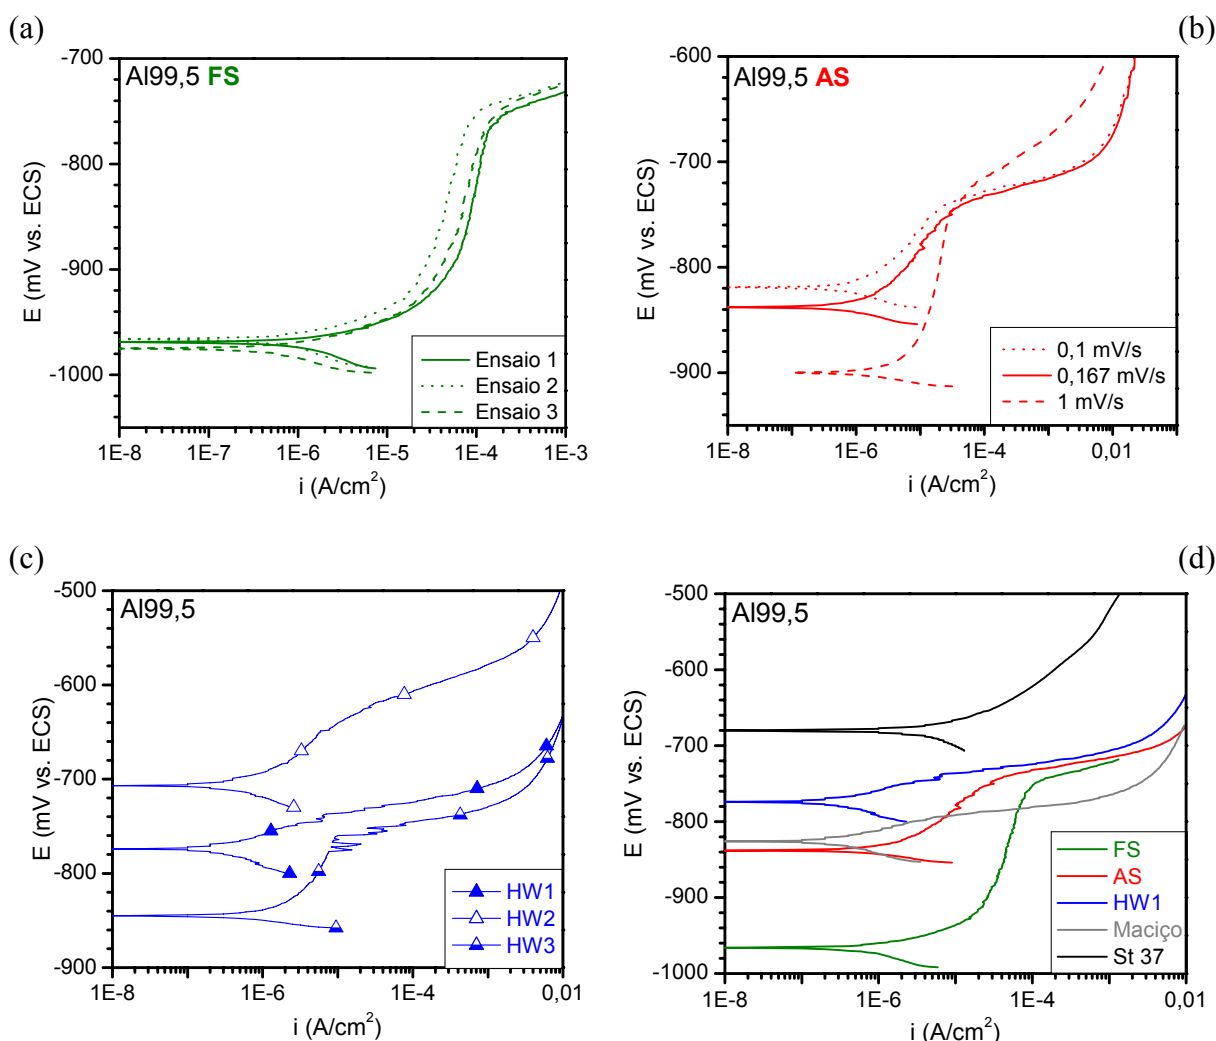 (a)
Al99,5 FS
-700
-800
-900
-1000
E (mV vs. ECS)
Ensaio 1
Ensaio 2
Ensaio 3
1E-8
1E-7
1E-6
1E-5
1E-4
1E-3
i (A/cm²)
(b)
Al99,5 AS
-600
-700
-800
-900
E (mV vs. ECS)
0,1 mV/s
0,167 mV/s
1 mV/s
1E-8
1E-6
1E-4
0,01
i (A/cm²)
(c)
Al99,5
-500
-600
-700
-800
-900
E (mV vs. ECS)
HW1
HW2
HW3
1E-8
1E-6
1E-4
0,01
i (A/cm²)
(d)
Al99,5
-500
-600
-700
-800
-900
-1000
E (mV vs. ECS)
FS
AS
HW1
Maciço
St 37
1E-8
1E-6
1E-4
0,01
i (A/cm²)